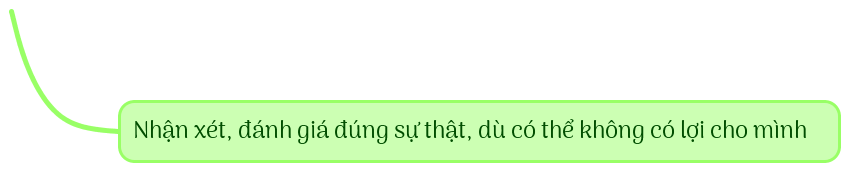 Nhận xét, đánh giá đúng sự thật, dù có thể không có lợi cho mình